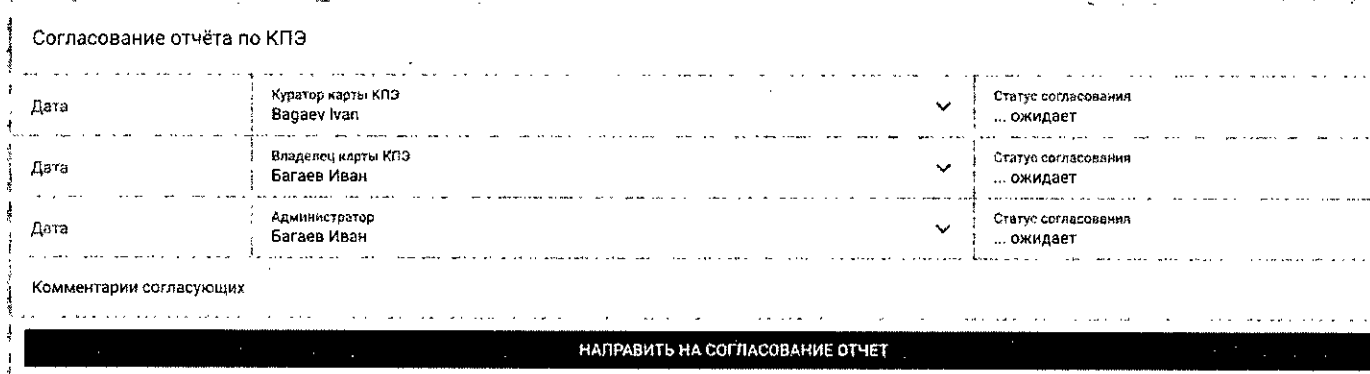 Согласование отчёта по КПЭ
Дата
Куратор карты КПЭ
Bagaev Ivan
Статус согласования
... ожидает
Дата
Владелец карты КПЭ
Багаев Иван
Статус согласования
... ожидает
Дата
Администратор
Багаев Иван
Статус согласования
... ожидает
Комментарии согласующих
НАПРАВИТЬ НА СОГЛАСОВАНИЕ ОТЧЕТ